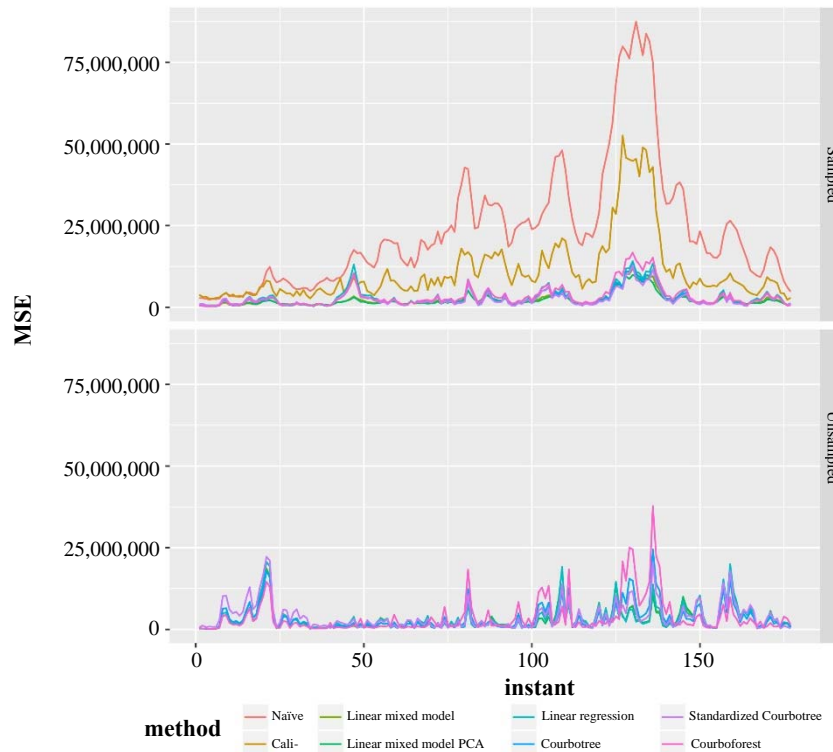 75,000,000
50,000,000
25,000,000
0
Sampled
MSE
75,000,000
50,000,000
25,000,000
0
Unsampled
0 50 100 150
instant
method
Naïve Linear mixed model Linear regression Standardized Courbotree
Cali- Linear mixed model PCA Courbotree Courboforest